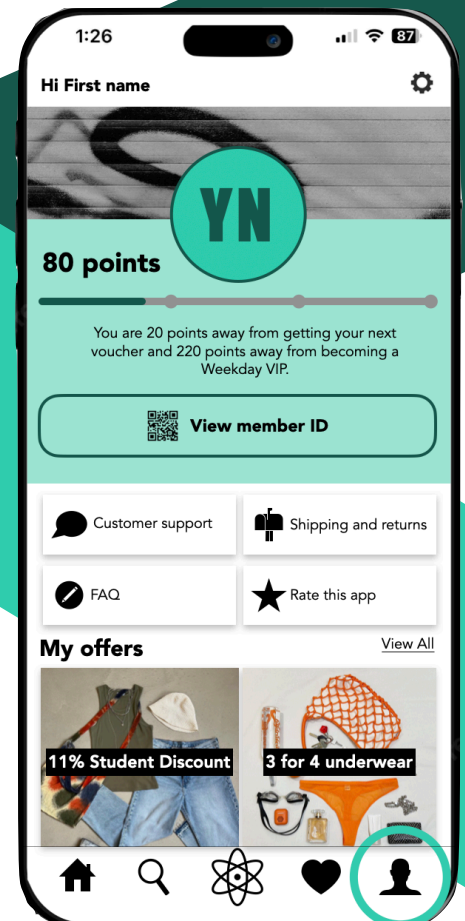 1:26
87
Hi First name
YN
80 points
You are 20 points away from getting your next
voucher and 220 points away from becoming a
Weekday VIP.
View member ID
Customer support
Shipping and returns
FAQ
Rate this app
My offers
View All
11% Student Discount
3 for 4 underwear